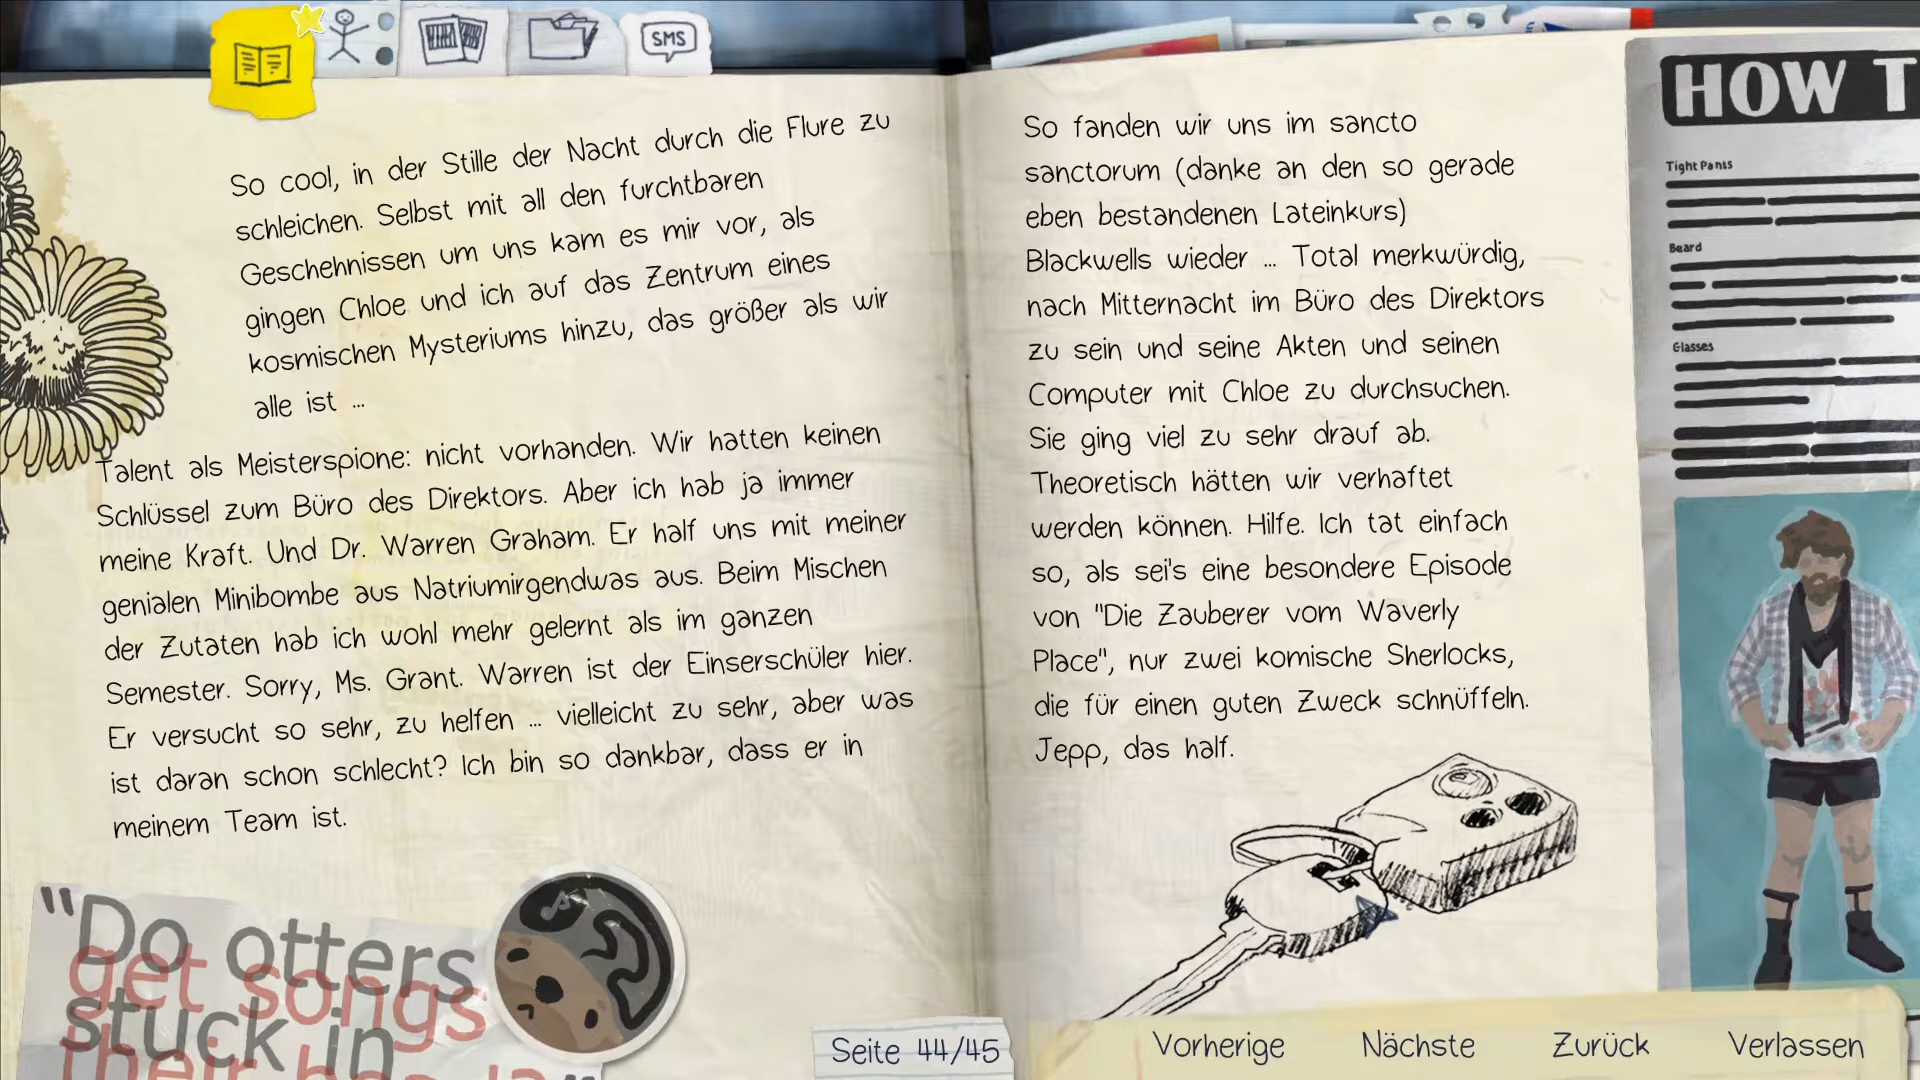 SMS
So cool, in der Stille der Nacht durch die Flure zu
schleichen. Selbst mit all den furchtbaren
Geschehnissen um uns kam es mir vor, als
gingen Chloe und ich auf das Zentrum eines
kosmischen Mysteriums hinzu, das größer als wir
alle ist ...
Talent als Meisterspione: nicht vorhanden. Wir hatten keinen
Schlüssel zum Büro des Direktors. Aber ich hab ja immer
meine Kraft. Und Dr. Warren Graham. Er half uns mit meiner
genialen Minibombe aus Natriumirgendwas aus. Beim Mischen
der Zutaten hab ich wohl mehr gelernt als im ganzen
Semester. Sorry, Ms. Grant. Warren ist der Einserschüler hier.
Er versucht so sehr, zu helfen ... vielleicht zu sehr, aber was
ist daran schon schlecht? Ich bin so dankbar, dass er in
meinem Team ist.
"Do otters
get songs
stuck in
their
So fanden wir uns im sancto
sanctorum (danke an den so gerade
eben bestandenen Lateinkurs)
Blackwells wieder ... Total merkwürdig,
nach Mitternacht im Büro des Direktors
zu sein und seine Akten und seinen
Computer mit Chloe zu durchsuchen.
Sie ging viel zu sehr drauf ab.
Theoretisch hätten wir verhaftet
werden können. Hilfe. Ich tat einfach
so, als sei's eine besondere Episode
von "Die Zauberer vom Waverly
Place", nur zwei komische Sherlocks,
die für einen guten Zweck schnüffeln.
Jepp, das half.
HOW T
Tight Pants
Beard
Glasses
Seite 44/45
Vorherige
Nächste
Zurück
Verlassen